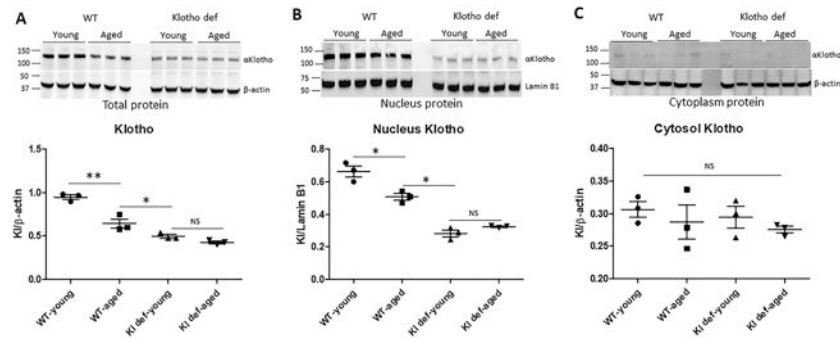 A
WT
Klotho def
Young
Aged
Young
Aged
150
100
αKlotho
50
37
β-actin
Total protein
Klotho
Kl/β-actin
1.5
1.0
0.5
0.0
**
*
NS
WT-young
WT-aged
Kl def-young
Kl def-aged
B
WT
Klotho def
Young
Aged
Young
Aged
150
100
αKlotho
75
50
Lamin B1
Nucleus protein
Nucleus Klotho
Kl/Lamin B1
0.8
0.6
0.4
0.2
0.0
*
*
NS
WT-young
WT-aged
Kl def-young
Kl def-aged
C
WT
Klotho def
Young
Aged
Young
Aged
150
100
αKlotho
50
37
β-actin
Cytoplasm protein
Cytosol Klotho
Kl/β-actin
0.40
0.35
0.30
0.25
0.20
NS
WT-young
WT-aged
Kl def-young
Kl def-aged